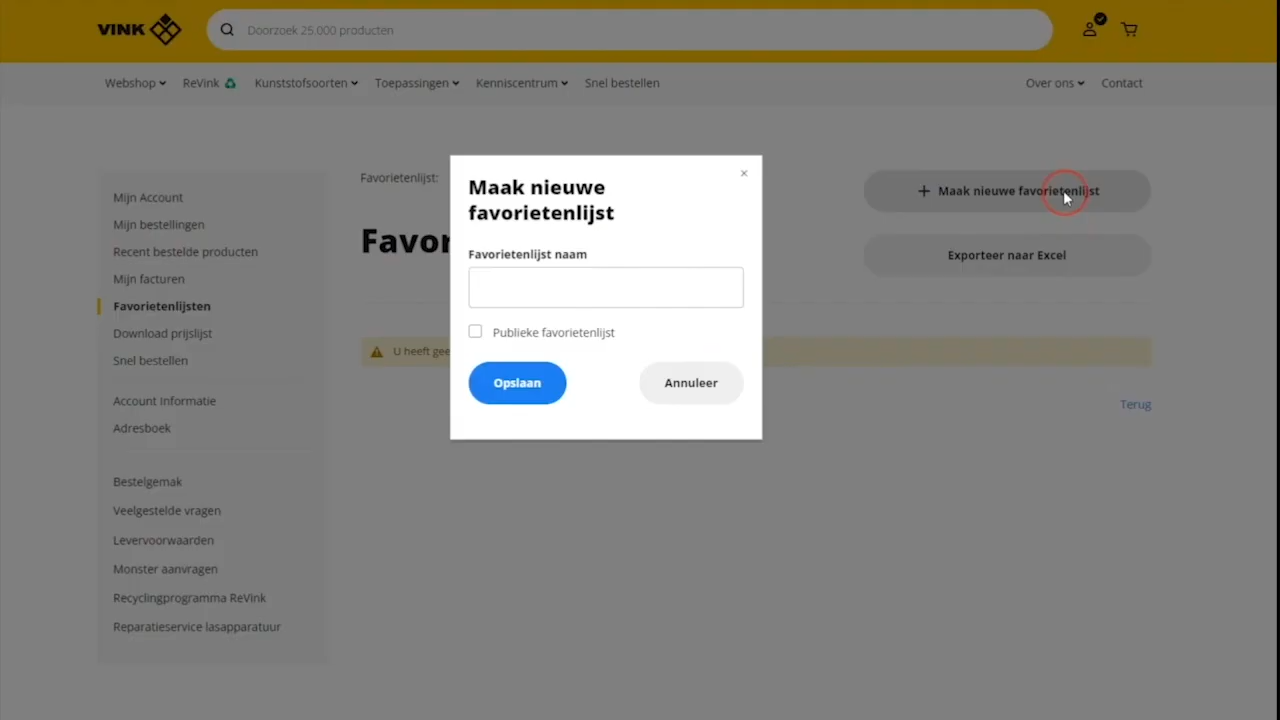 VINK
Doorzoek 25.000 producten
Webshop
ReVink
Kunststofsoorten
Toepassingen
Kenniscentrum
Snel bestellen
Over ons
Contact
Mijn Account
Mijn bestellingen
Recent bestelde producten
Mijn facturen
Favorietenlijsten
Download prijslijst
Snel bestellen
Account Informatie
Adresboek
Bestelgemak
Veelgestelde vragen
Levervoorwaarden
Monster aanvragen
Recyclingprogramma ReVink
Reparatieservice lasapparatuur
Favorietenlijst:
Favor
U heeft gee
Maak nieuwe
favorietenlijst
×
Favorietenlijst naam
Publieke favorietenlijst
Opslaan
Annuleer
+ Maak nieuwe favorietenlijst
Exporteer naar Excel
Terug